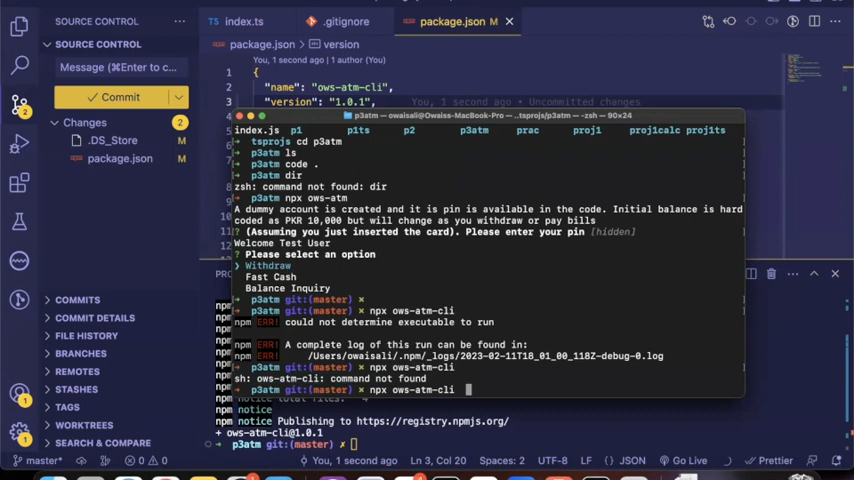 SOURCE CONTROL
···
TS index.ts
.gitignore
package.json M ×
SOURCE CONTROL
package.json > version
Message (⌘Enter to c...
You, 1 second ago | 1 author (You)
1 {
2 "name": "ows-atm-cli",
✓ Commit
3 "version": "1.0.1", You, 1 second ago • Uncommitted changes
Changes 2
.DS_Store
package.json M
p3atm — owaisali@Owaiss-MacBook-Pro — ..tsprojs/p3atm — -zsh — 90×24
index.js p1 p1ts p2 p3atm prac proj1 proj1calc proj1ts
→ tsprojs cd p3atm
→ p3atm ls
→ p3atm code .
→ p3atm dir
zsh: command not found: dir
→ p3atm npx ows-atm
A dummy account is created and it is pin is available in the code. Initial balance is hard
coded as PKR 10,000 but will change as you withdraw or pay bills
? (Assuming you just inserted the card). Please enter your pin [hidden]
Welcome Test User
? Please select an option
❯ Withdraw
Fast Cash
Balance Inquiry
→ p3atm git:(master) ✗
→ p3atm git:(master) ✗ npx ows-atm-cli
npm ERR! could not determine executable to run
npm ERR! A complete log of this run can be found in:
npm ERR! /Users/owaisali/.npm/_logs/2023-02-11T18_01_00_118Z-debug-0.log
→ p3atm git:(master) ✗ npx ows-atm-cli
sh: ows-atm-cli: command not found
→ p3atm git:(master) ✗ npx ows-atm-cli
COMMITS
COMMIT DETAILS
FILE HISTORY
BRANCHES
REMOTES
STASHES
TAGS
WORKTREES
SEARCH & COMPARE
npm notice
npm notice Publishing to https://registry.npmjs.org/
+ ows-atm-cli@1.0.1
→ p3atm git:(master) ✗
2
1
1
master*
0
0
You, 1 second ago
Ln 3, Col 20
Spaces: 2
UTF-8
LF
{} JSON
Go Live
Prettier